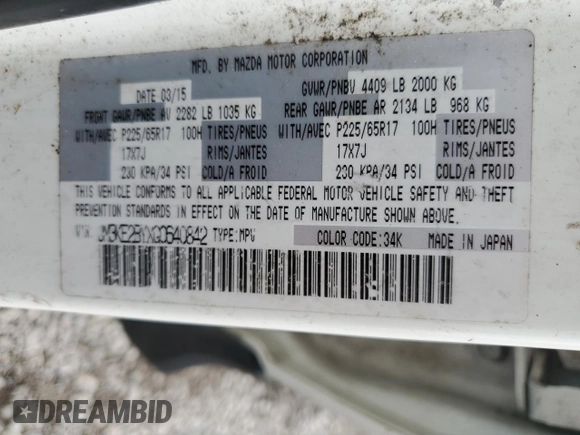 MFD. BY MAZDA MOTOR CORPORATION
DATE 03/15 GVWR/PNBV 4409 LB 2000 KG
FRONT GAWR/PNBE AV 2282 LB 1035 KG REAR GAWR/PNBE AR 2134 LB 968 KG
WITH/AVEC P225/65R17 100H TIRES/PNEUS WITH/AVEC P225/65R17 100H TIRES/PNEUS
17X7J RIMS/JANTES 17X7J RIMS/JANTES
230 KPA/34 PSI COLD/A FROID 230 KPA/34 PSI COLD/A FROID
THIS VEHICLE CONFORMS TO ALL APPLICABLE FEDERAL MOTOR VEHICLE SAFETY AND THEFT
PREVENTION STANDARDS IN EFFECT ON THE DATE OF MANUFACTURE SHOWN ABOVE.
TYPE:MPV COLOR CODE:34K MADE IN JAPAN
DREAMBID